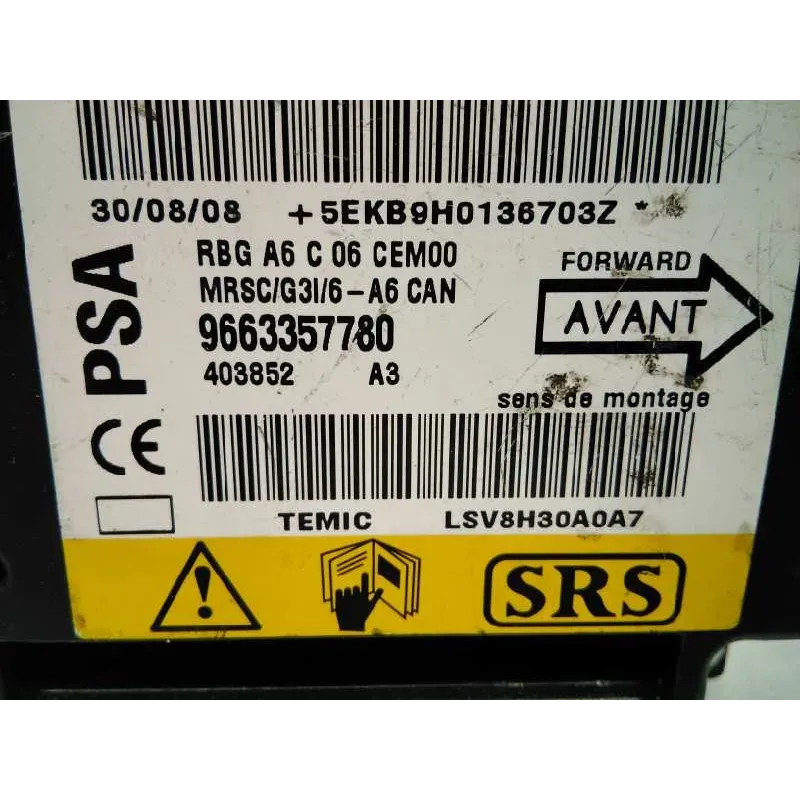 30/08/08 +5EKB9H0136703Z *
PSA
RBG A6 C 06 CEM00
MRSC/G3I/6-A6 CAN
9663357780
403852 A3
FORWARD
AVANT
sens de montage
CE
TEMIC LSV8H30A0A7
SRS